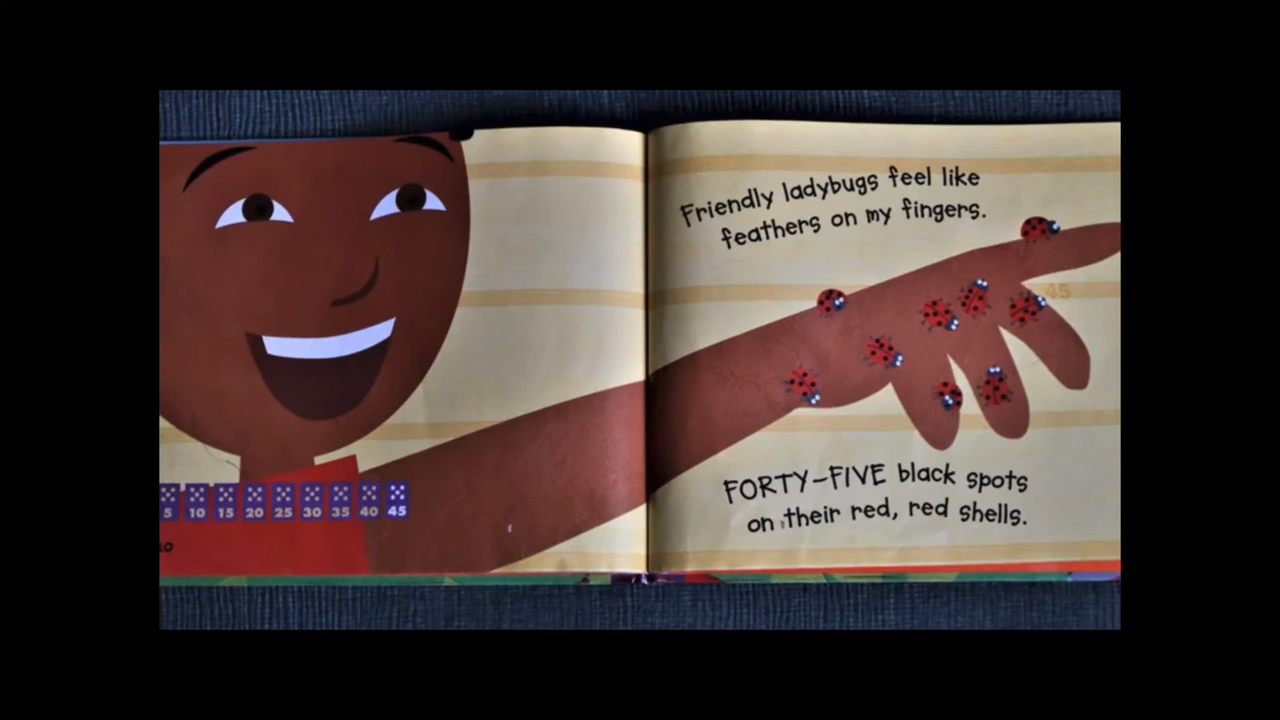 Friendly ladybugs feel like
feathers on my fingers.
45
FORTY-FIVE black spots
on their red, red shells.
5 10 15 20 25 30 35 40 45